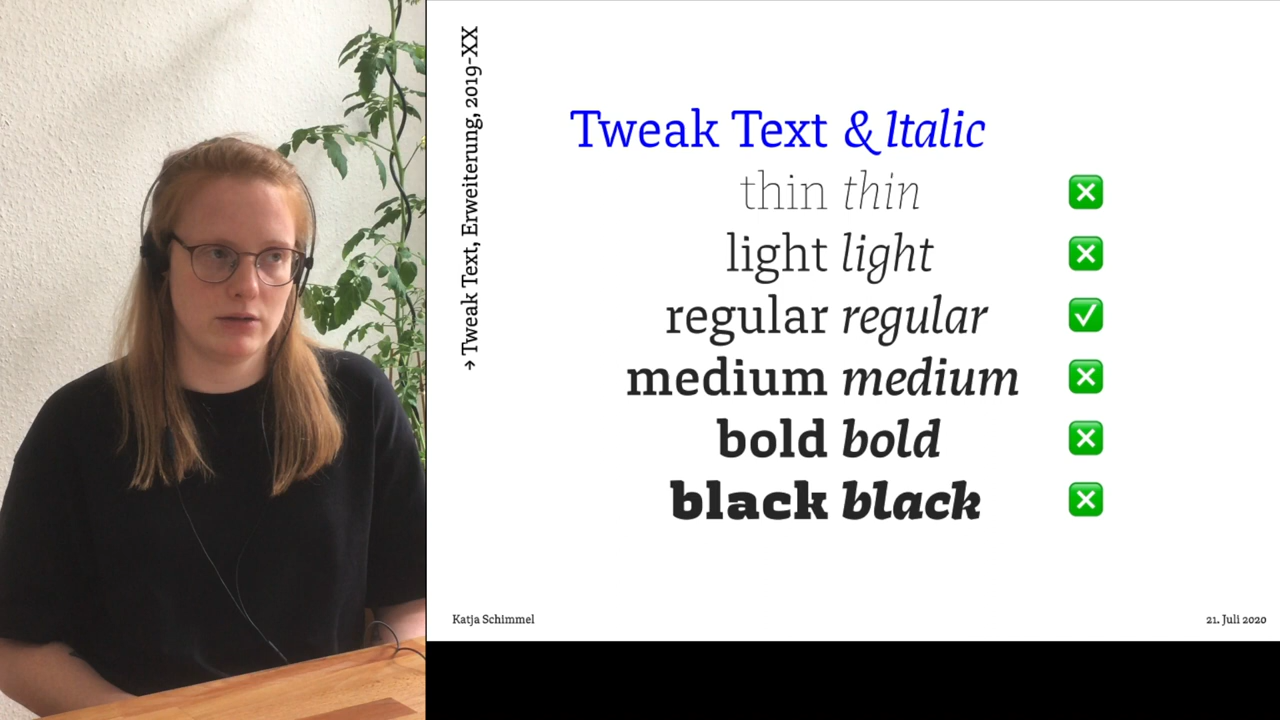 → Tweak Text, Erweiterung, 2019-XX
Tweak Text & Italic
thin thin
light light
regular regular
medium medium
bold bold
black black
Katja Schimmel
21. Juli 2020